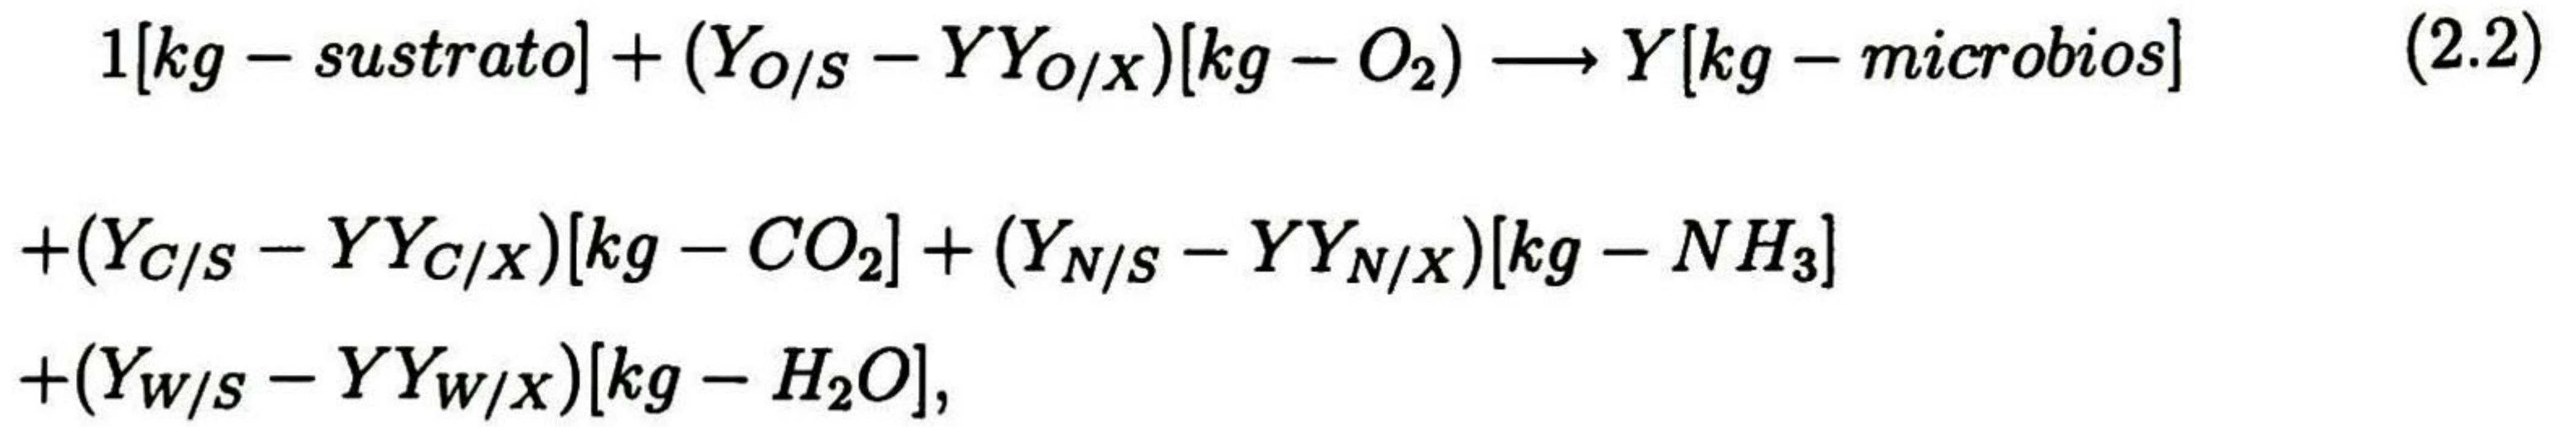 1[kg − sustrato] + (Y_{O/S} − YY_{O/X})[kg − O₂) ⟶ Y[kg − microbios] (2.2)
+(Y_{C/S} − YY_{C/X})[kg − CO₂] + (Y_{N/S} − YY_{N/X})[kg − NH₃]
+(Y_{W/S} − YY_{W/X})[kg − H₂O],